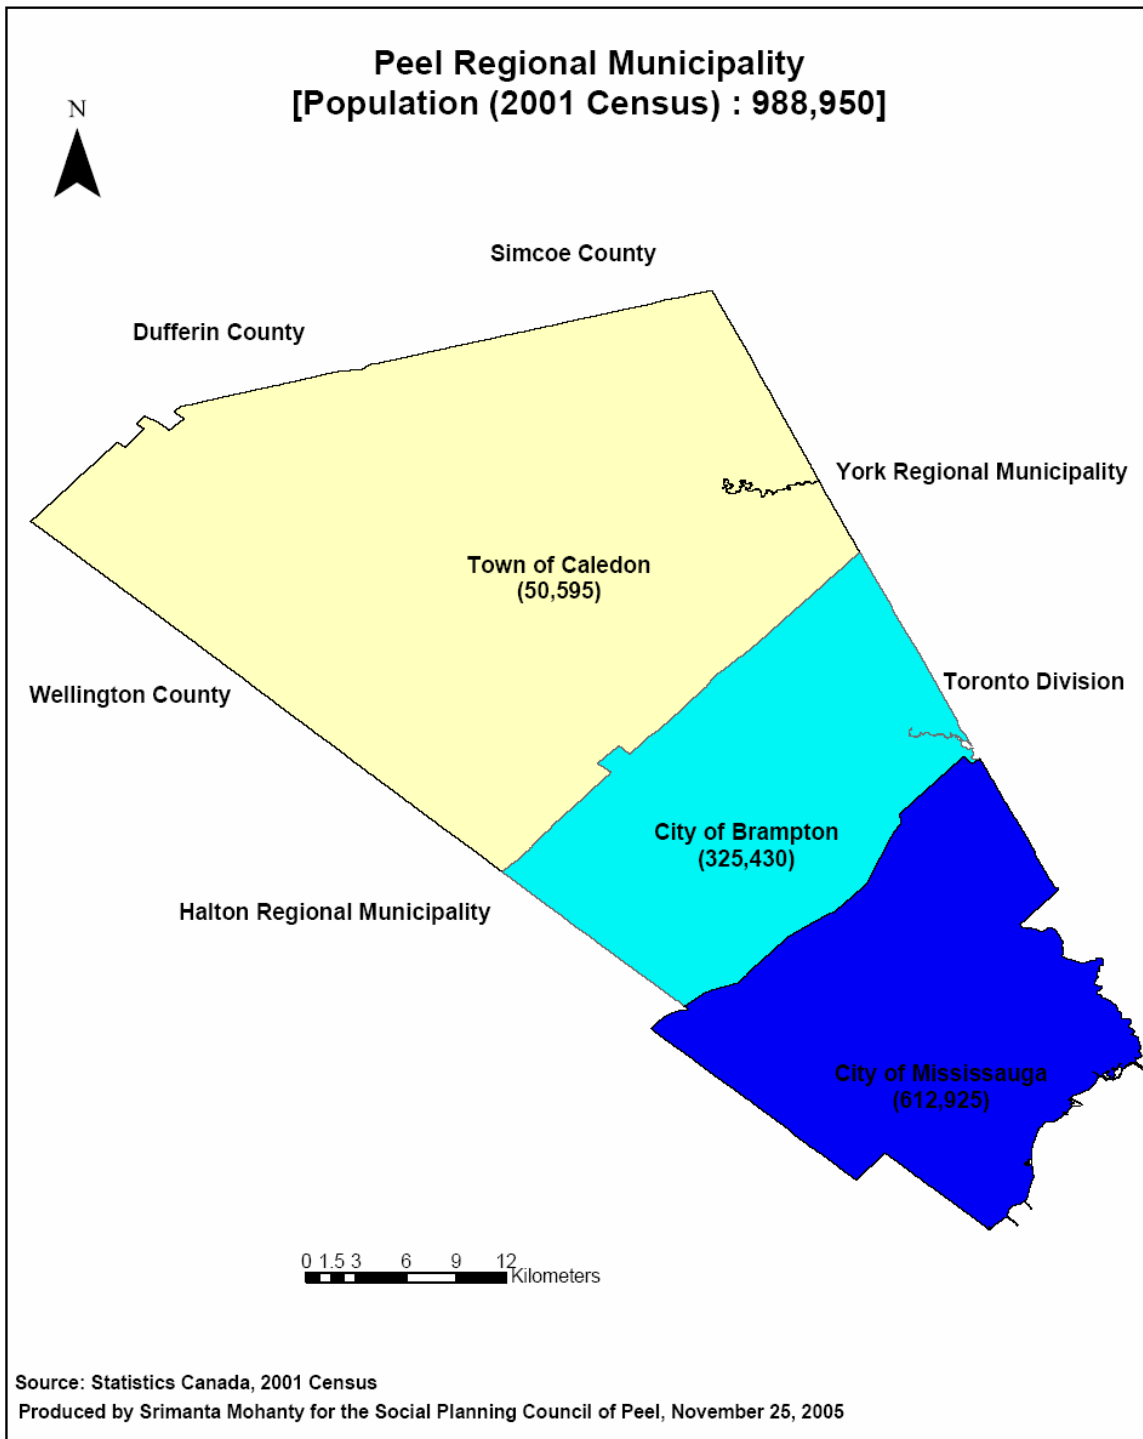 Peel Regional Municipality
[Population (2001 Census) : 988,950]
N
Simcoe County
Dufferin County
York Regional Municipality
Town of Caledon
(50,595)
Toronto Division
Wellington County
City of Brampton
(325,430)
Halton Regional Municipality
City of Mississauga
(612,925)
0 1.5 3 6 9 12
Kilometers
Source: Statistics Canada, 2001 Census
Produced by Srimanta Mohanty for the Social Planning Council of Peel, November 25, 2005